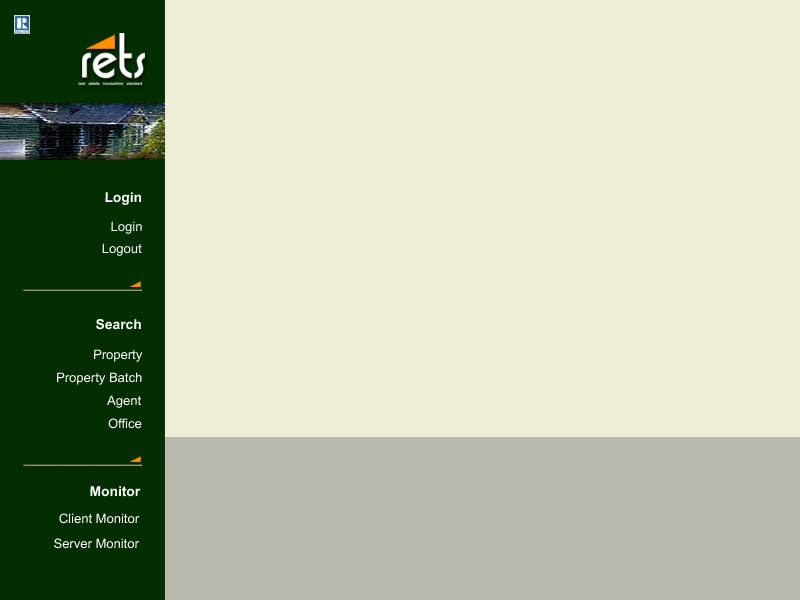 R
REALTOR
rets
real estate transaction standard
Login
Login
Logout
Search
Property
Property Batch
Agent
Office
Monitor
Client Monitor
Server Monitor